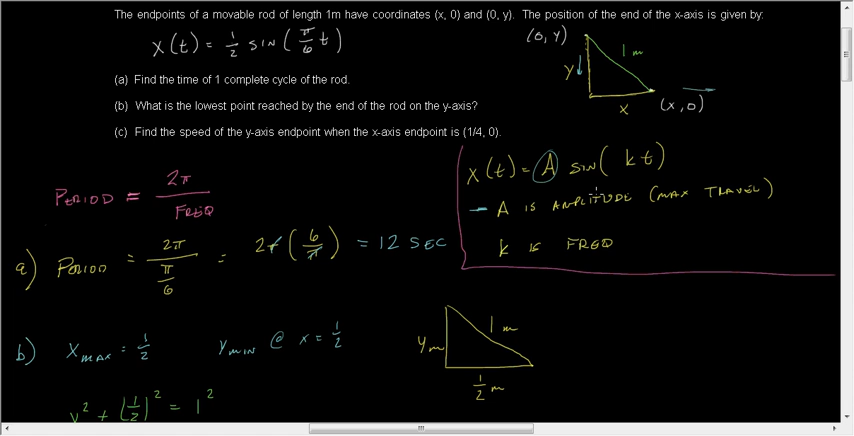 The endpoints of a movable rod of length 1m have coordinates (x, 0) and (0, y). The position of the end of the x-axis is given by:
x(t) = 1/2 sin(π/6 t)
(0, y)
1 m
y
x
(x, 0)
(a) Find the time of 1 complete cycle of the rod.
(b) What is the lowest point reached by the end of the rod on the y-axis?
(c) Find the speed of the y-axis endpoint when the x-axis endpoint is (1/4, 0).
x(t) = A sin( kt)
- A is AMPLITUDE (MAX TRAVEL)
k is FREQ
PERIOD = 2π / FREQ
a) PERIOD = 2π / (π/6) = 2π (6/π) = 12 SEC
b) X MAX = 1/2 Y MIN @ x = 1/2
y m
1 m
1/2 m
y² + (1/2)² = 1²